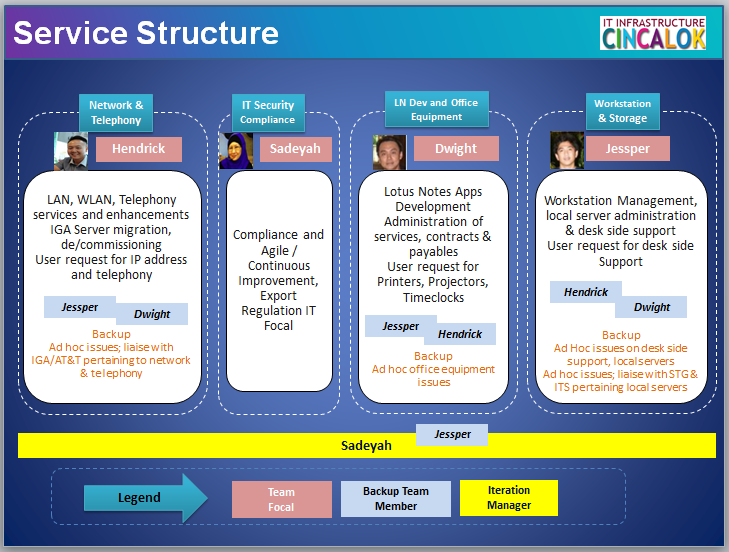 Service Structure
IT INFRASTRUCTURE
CINCALOK
Network &
Telephony
Hendrick
LAN, WLAN, Telephony
services and enhancements
IGA Server migration,
de/commissioning
User request for IP address
and telephony
Jessper
Dwight
Backup
Ad hoc issues; liaise with
IGA/AT&T pertaining to network
& telephony
IT Security
Compliance
Sadeyah
Compliance and
Agile /
Continuous
Improvement,
Export
Regulation IT
Focal
LN Dev and Office
Equipment
Dwight
Lotus Notes Apps
Development
Administration of
services, contracts &
payables
User request for
Printers, Projectors,
Timeclocks
Jessper
Hendrick
Backup
Ad hoc office equipment
issues
Workstation
& Storage
Jessper
Workstation Management,
local server administration
& desk side support
User request for desk side
Support
Hendrick
Dwight
Backup
Ad Hoc issues on desk side
support, local servers
Ad hoc issues; liaise with STG &
ITS pertaining local servers
Jessper
Sadeyah
Legend
Team
Focal
Backup Team
Member
Iteration
Manager